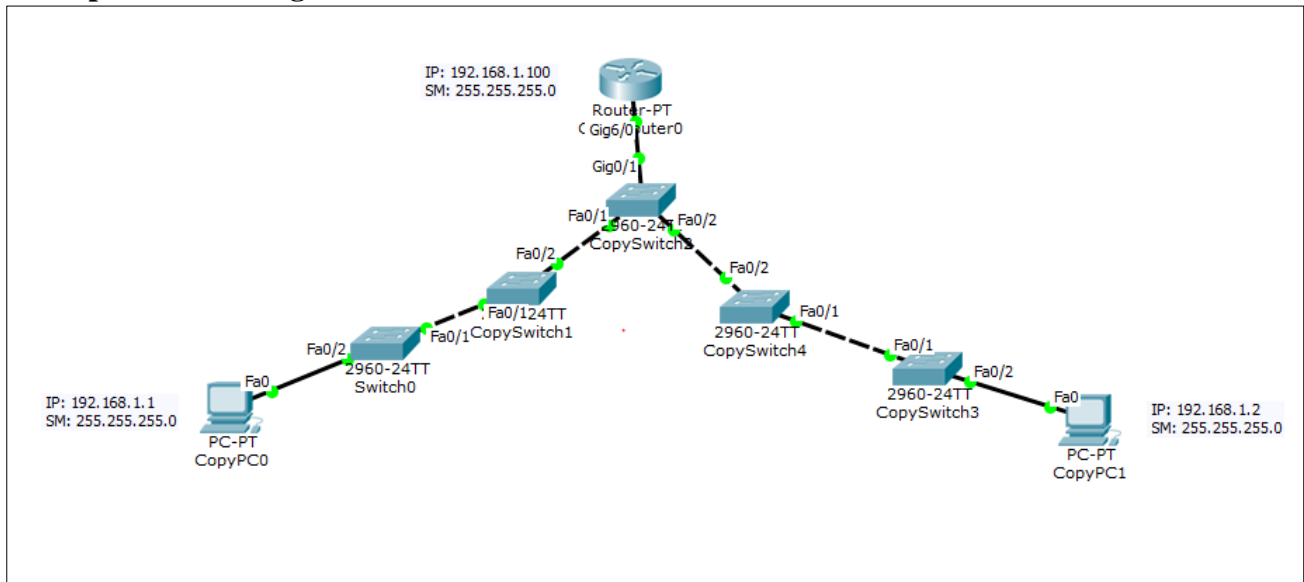 IP: 192.168.1.100
SM: 255.255.255.0
Router-PT
Gig6/0
Gig0/1
Fa0/1
Fa0/2
CopySwitch2
Fa0/2
Fa0/2
Fa0/1
24TT
CopySwitch1
Fa0/1
2960-24TT
CopySwitch4
Fa0/1
Fa0/1
Fa0/2
2960-24TT
Switch0
Fa0/2
2960-24TT
CopySwitch3
Fa0
IP: 192.168.1.1
SM: 255.255.255.0
PC-PT
CopyPC0
Fa0
IP: 192.168.1.2
SM: 255.255.255.0
PC-PT
CopyPC1